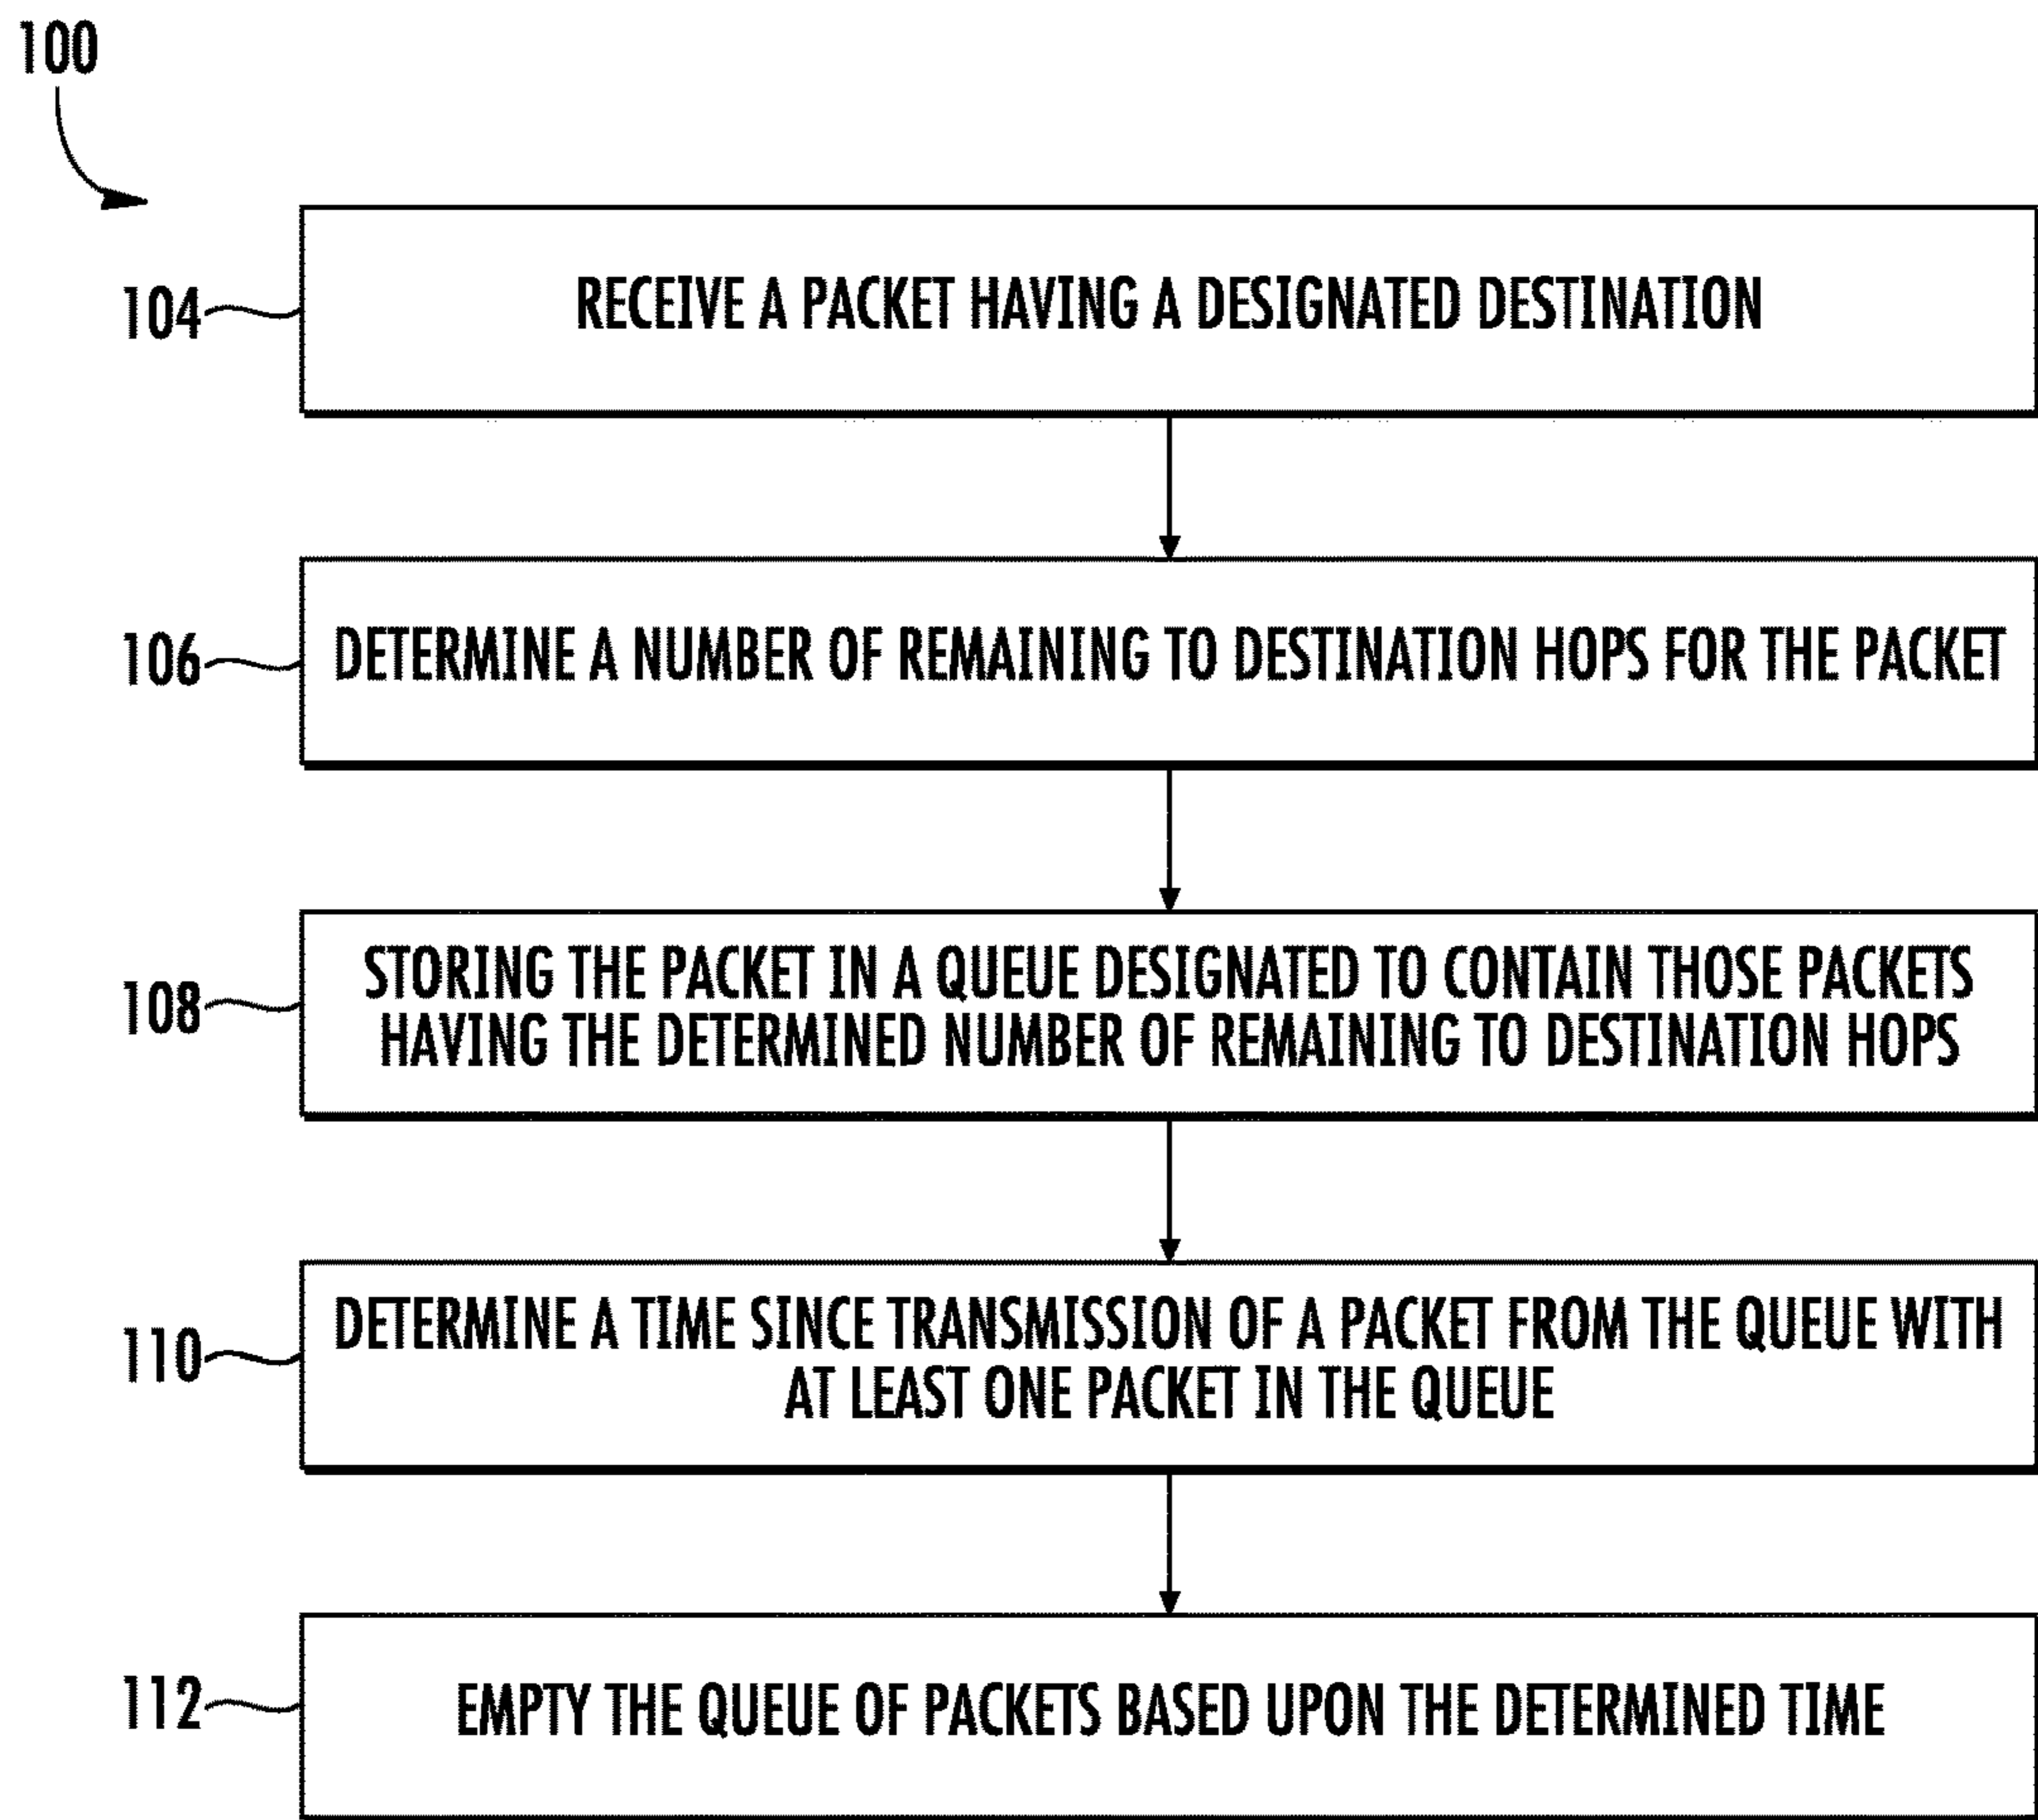 100
104
RECEIVE A PACKET HAVING A DESIGNATED DESTINATION
106
DETERMINE A NUMBER OF REMAINING TO DESTINATION HOPS FOR THE PACKET
108
STORING THE PACKET IN A QUEUE DESIGNATED TO CONTAIN THOSE PACKETS
HAVING THE DETERMINED NUMBER OF REMAINING TO DESTINATION HOPS
110
DETERMINE A TIME SINCE TRANSMISSION OF A PACKET FROM THE QUEUE WITH
AT LEAST ONE PACKET IN THE QUEUE
112
EMPTY THE QUEUE OF PACKETS BASED UPON THE DETERMINED TIME